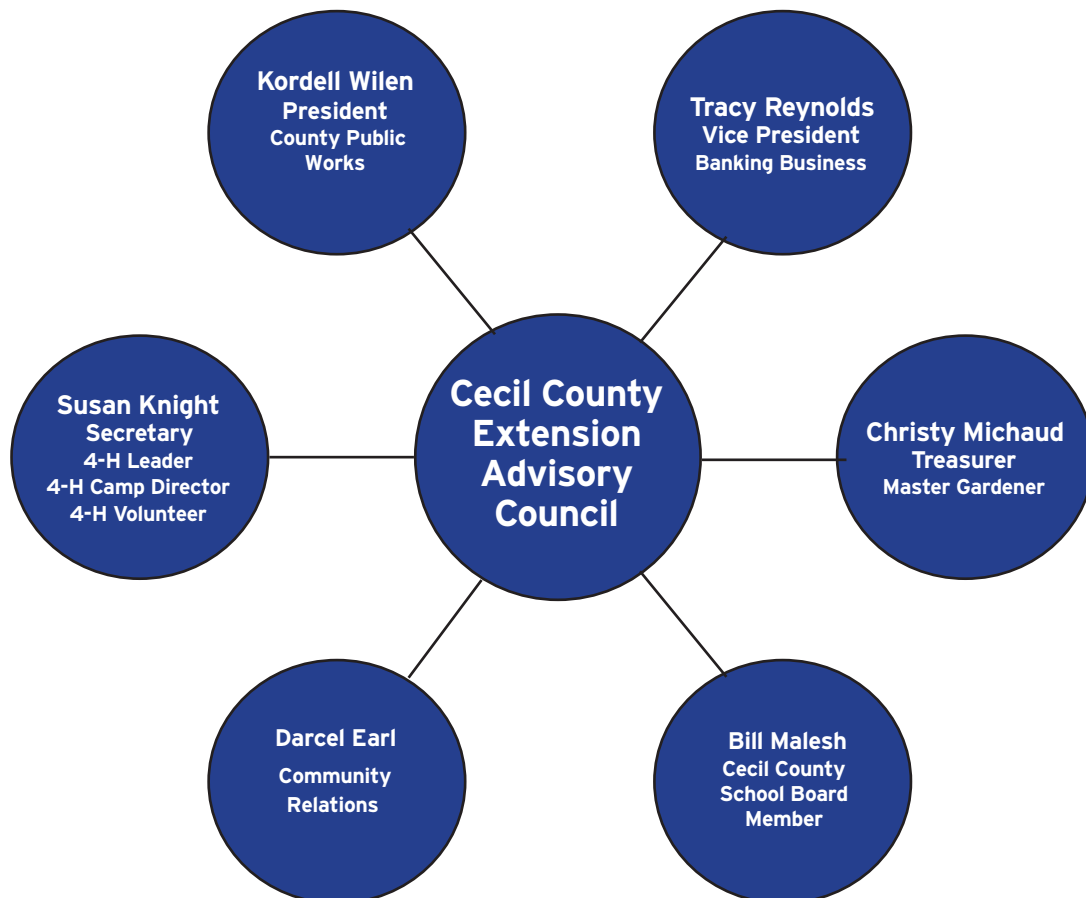 Kordell Wilen
President
County Public
Works
Tracy Reynolds
Vice President
Banking Business
Susan Knight
Secretary
4-H Leader
4-H Camp Director
4-H Volunteer
Cecil County
Extension
Advisory
Council
Christy Michaud
Treasurer
Master Gardener
Darcel Earl
Community
Relations
Bill Malesh
Cecil County
School Board
Member